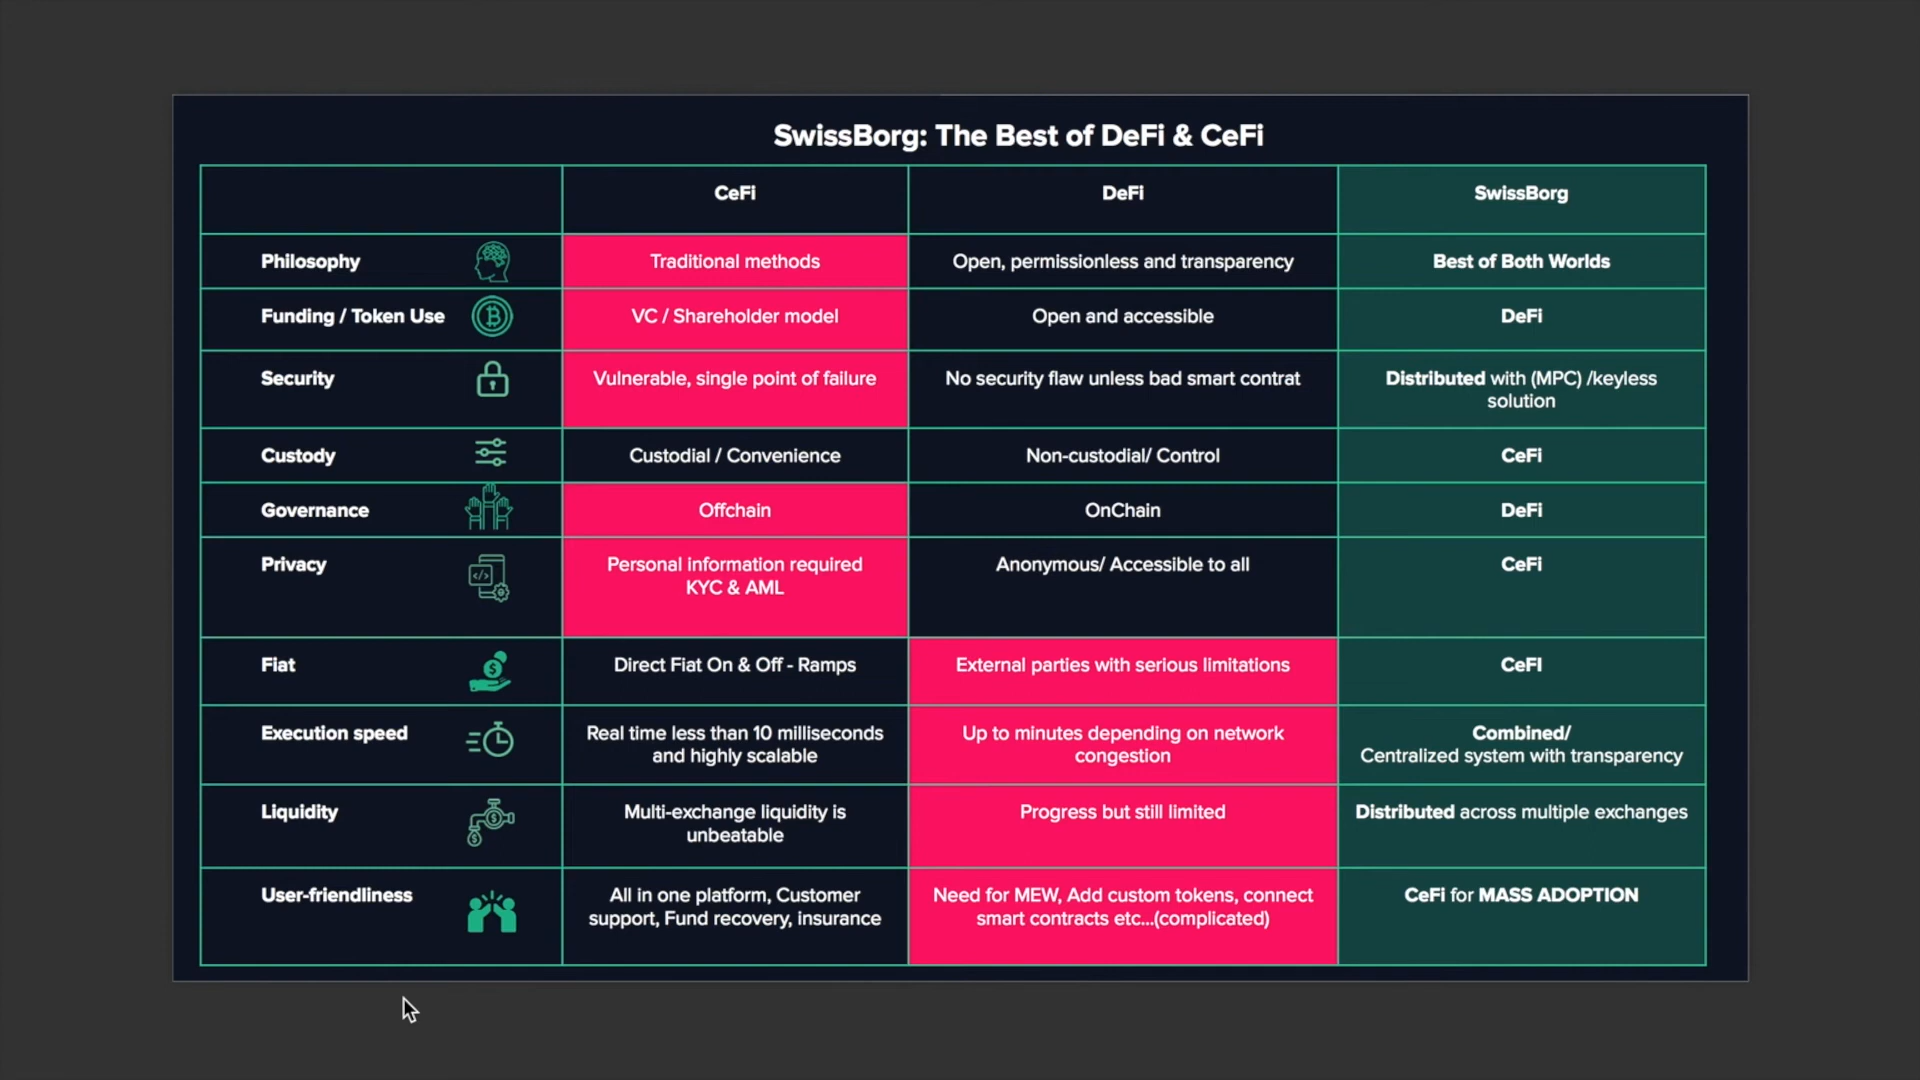 SwissBorg: The Best of DeFi & CeFi
CeFi
DeFi
SwissBorg
Philosophy
Traditional methods
Open, permissionless and transparency
Best of Both Worlds
Funding / Token Use
VC / Shareholder model
Open and accessible
DeFi
Security
Vulnerable, single point of failure
No security flaw unless bad smart contrat
Distributed with (MPC) /keyless
solution
Custody
Custodial / Convenience
Non-custodial/ Control
CeFi
Governance
Offchain
OnChain
DeFi
Privacy
Personal information required
KYC & AML
Anonymous/ Accessible to all
CeFi
Fiat
Direct Fiat On & Off - Ramps
External parties with serious limitations
CeFI
Execution speed
Real time less than 10 milliseconds
and highly scalable
Up to minutes depending on network
congestion
Combined/
Centralized system with transparency
Liquidity
Multi-exchange liquidity is
unbeatable
Progress but still limited
Distributed across multiple exchanges
User-friendliness
All in one platform, Customer
support, Fund recovery, insurance
Need for MEW, Add custom tokens, connect
smart contracts etc...(complicated)
CeFi for MASS ADOPTION